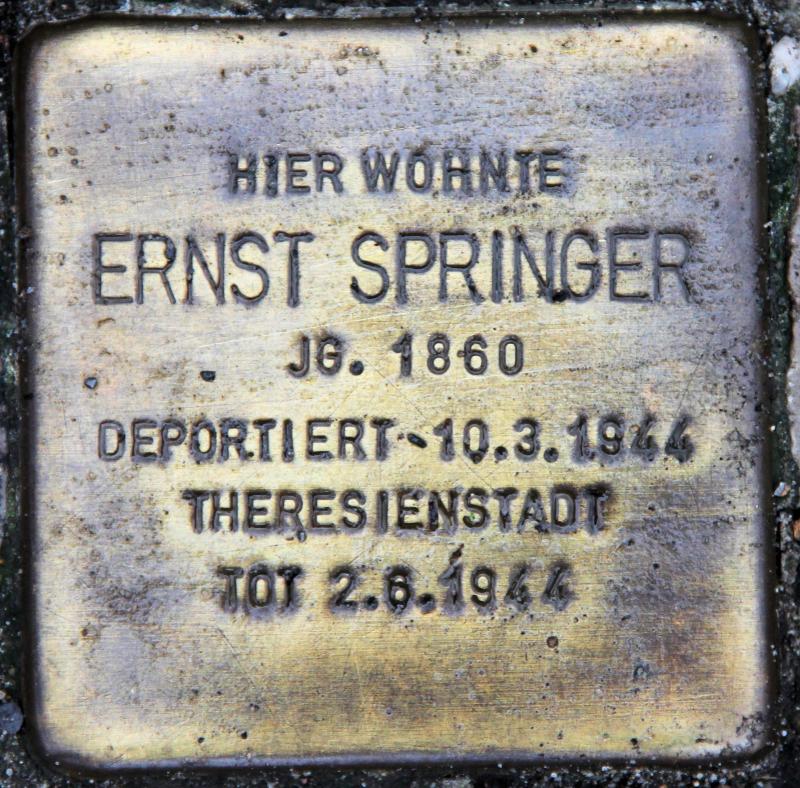 HIER WOHNTE
ERNST SPRINGER
JG. 1860
DEPORTIERT 10.3.1944
THERESIENSTADT
TOT 2.6.1944